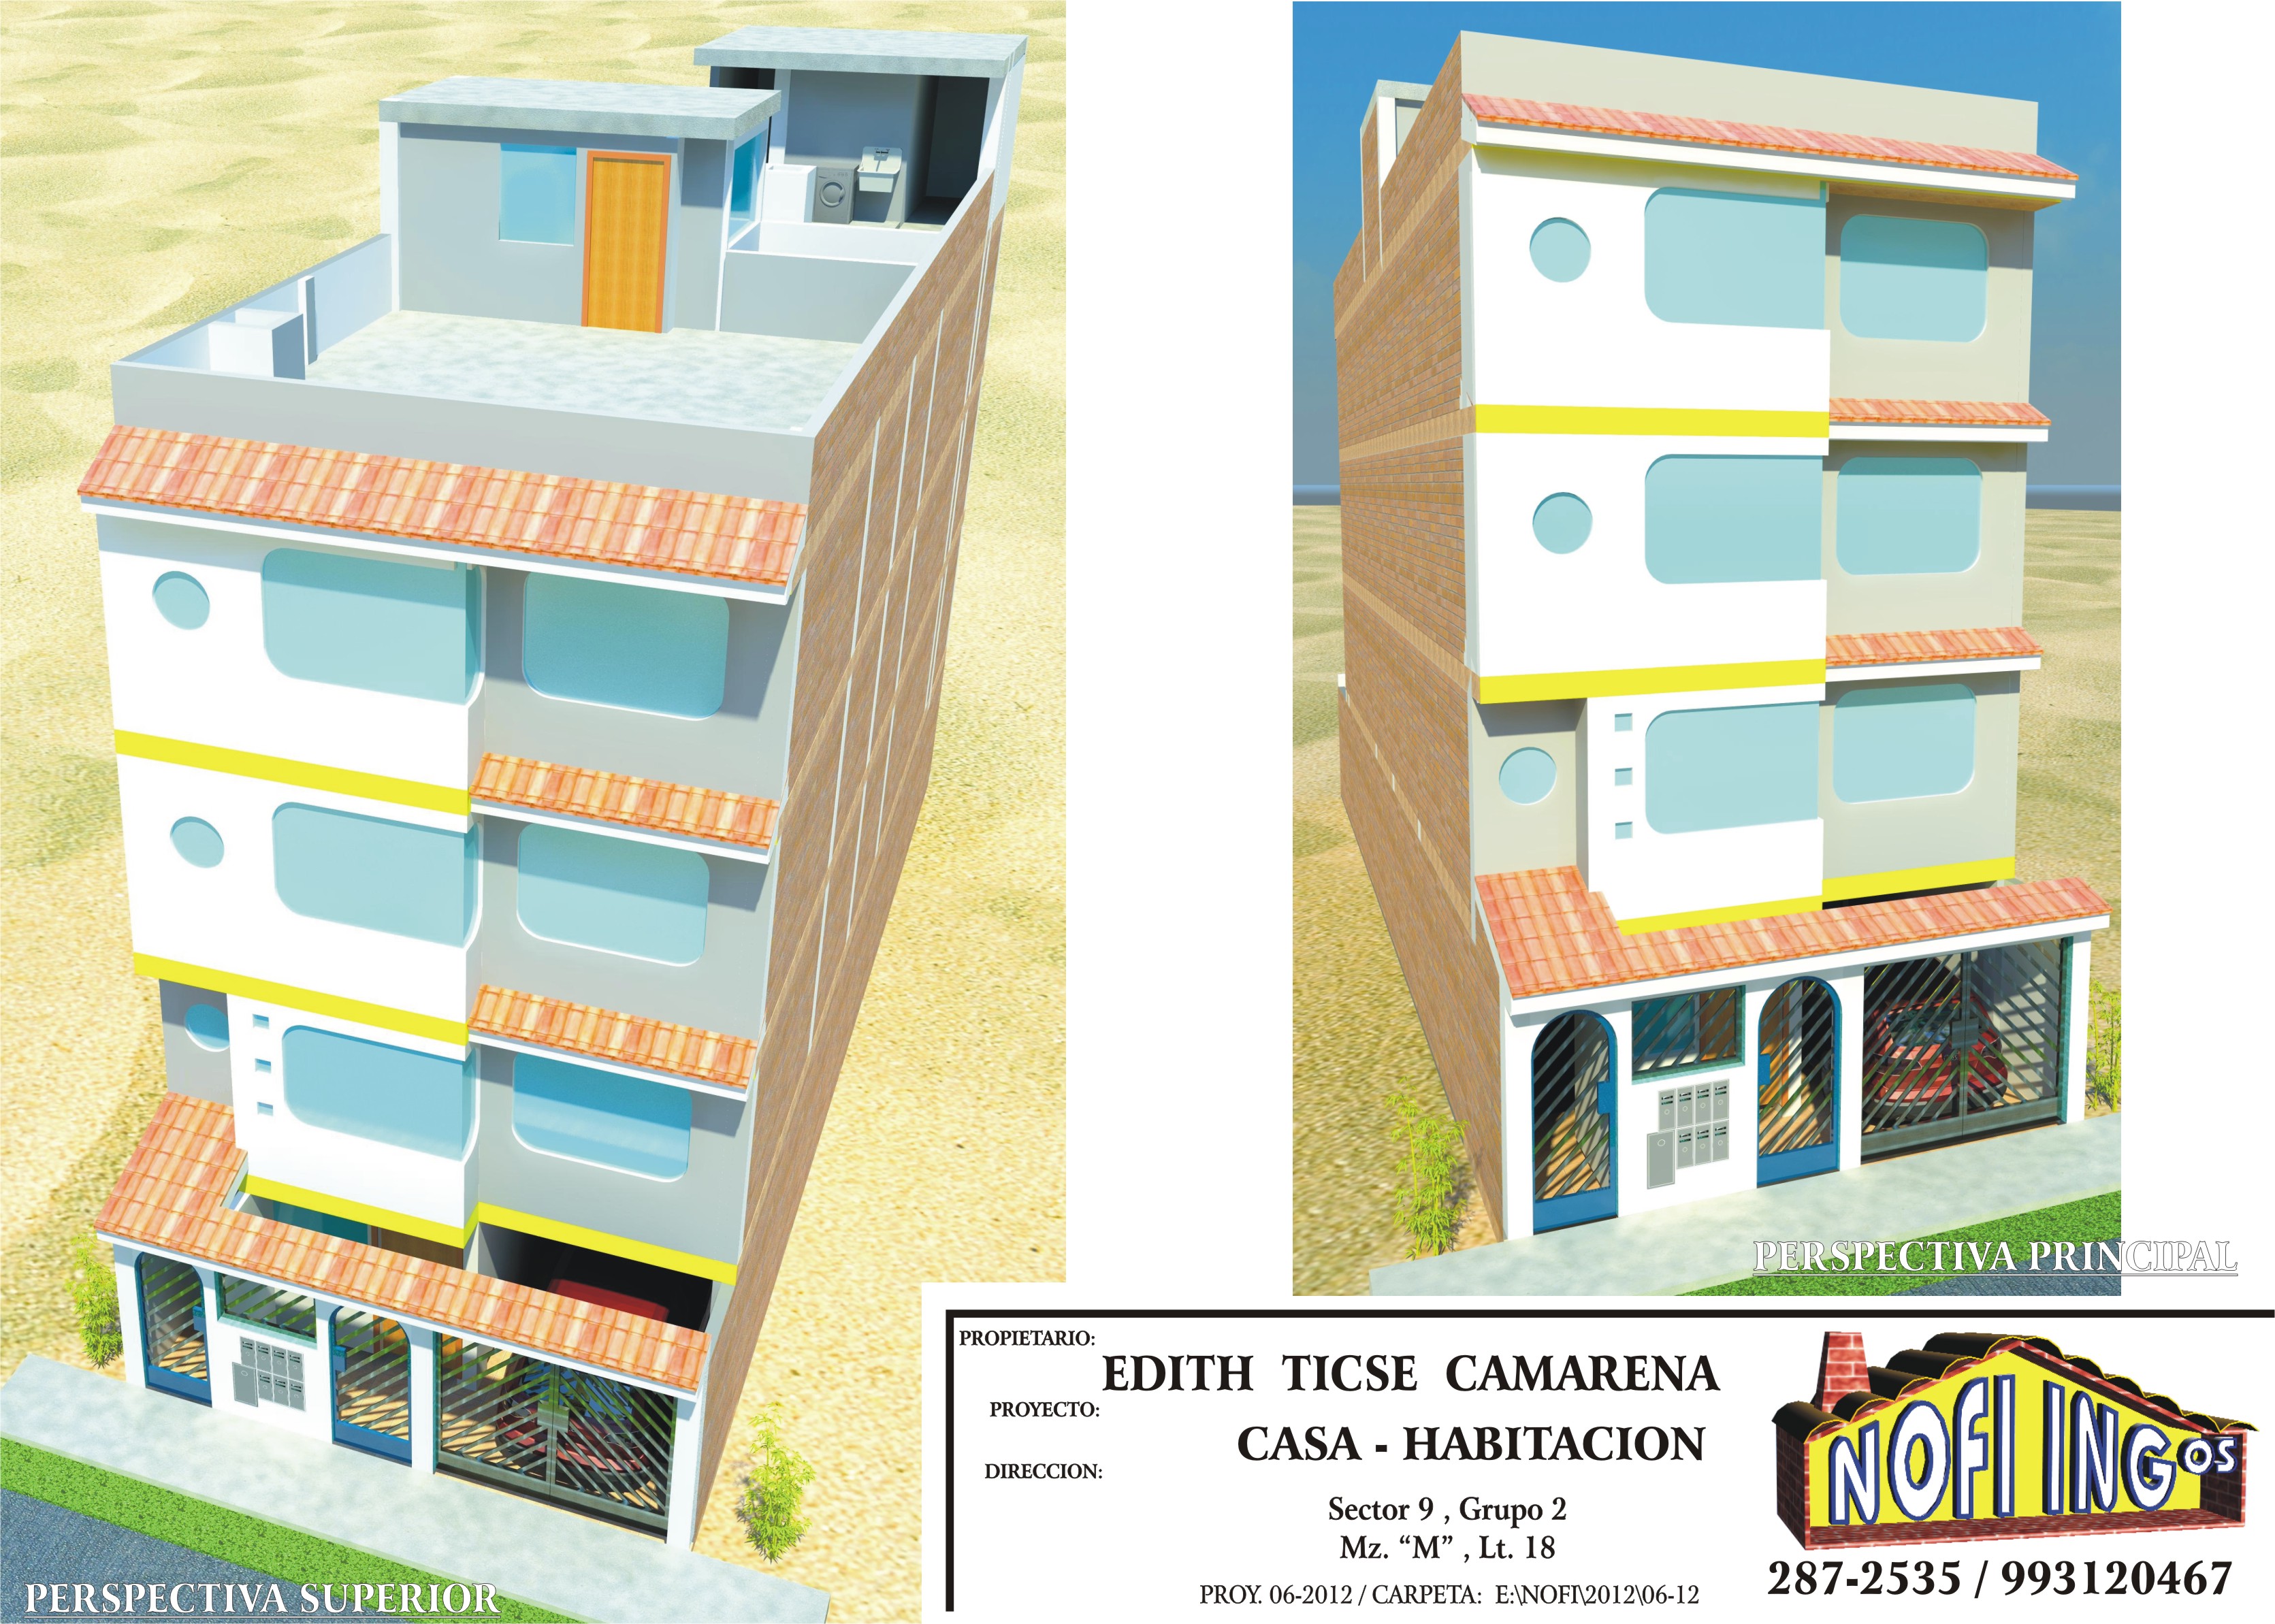 PERSPECTIVA SUPERIOR
PERSPECTIVA PRINCIPAL
PROPIETARIO:
EDITH TICSE CAMARENA
PROYECTO:
CASA - HABITACION
DIRECCION:
Sector 9 , Grupo 2
Mz. “M” , Lt. 18
PROY. 06-2012 / CARPETA: E:\NOFI\2012\06-12
NOFI INGOS
287-2535 / 993120467